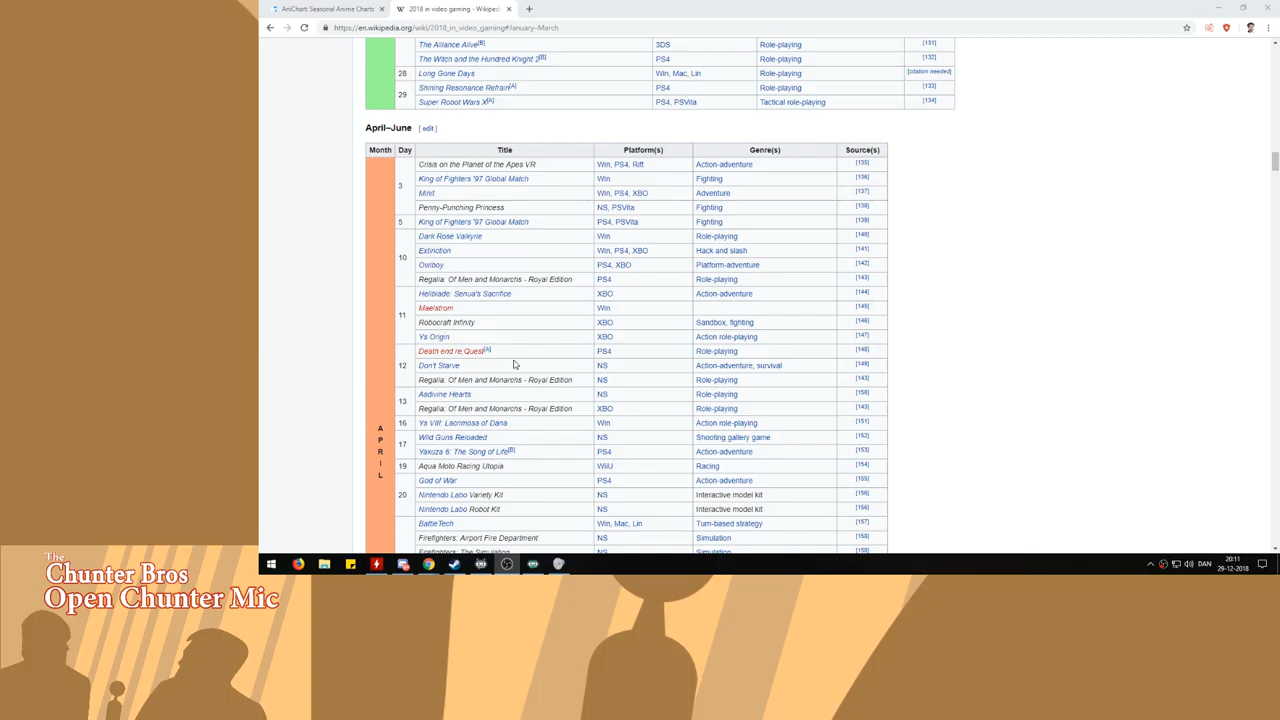 AniChart: Seasonal Anime Charts
2018 in video gaming - Wikiped
https://en.wikipedia.org/wiki/2018_in_video_gaming#January-March
The Alliance Alive[B] 3DS Role-playing [131]
The Witch and the Hundred Knight 2[B] PS4 Role-playing [132]
28 Long Gone Days Win, Mac, Lin Role-playing [citation needed]
29 Shining Resonance Refrain[A] PS4 Role-playing [133]
Super Robot Wars X[A] PS4, PSVita Tactical role-playing [134]
April–June [ edit ]
Month Day Title Platform(s) Genre(s) Source(s)
APRIL
3 Crisis on the Planet of the Apes VR Win, PS4, Rift Action-adventure [135]
King of Fighters '97 Global Match Win Fighting [136]
Minit Win, PS4, XBO Adventure [137]
Penny-Punching Princess NS, PSVita Fighting [138]
5 King of Fighters '97 Global Match PS4, PSVita Fighting [139]
10 Dark Rose Valkyrie Win Role-playing [140]
Extinction Win, PS4, XBO Hack and slash [141]
Owlboy PS4, XBO Platform-adventure [142]
Regalia: Of Men and Monarchs - Royal Edition PS4 Role-playing [143]
11 Hellblade: Senua's Sacrifice XBO Action-adventure [144]
Maelstrom Win [145]
Robocraft Infinity XBO Sandbox, fighting [146]
Ys Origin XBO Action role-playing [147]
12 Death end re;Quest[A] PS4 Role-playing [148]
Don't Starve NS Action-adventure, survival [149]
Regalia: Of Men and Monarchs - Royal Edition NS Role-playing [143]
13 Asdivine Hearts NS Role-playing [150]
Regalia: Of Men and Monarchs - Royal Edition XBO Role-playing [143]
16 Ys VIII: Lacrimosa of Dana Win Action role-playing [151]
17 Wild Guns Reloaded NS Shooting gallery game [152]
Yakuza 6: The Song of Life[B] PS4 Action-adventure [153]
19 Aqua Moto Racing Utopia WiiU Racing [154]
20 God of War PS4 Action-adventure [155]
Nintendo Labo Variety Kit NS Interactive model kit [156]
Nintendo Labo Robot Kit NS Interactive model kit [156]
BattleTech Win, Mac, Lin Turn-based strategy [157]
Firefighters: Airport Fire Department NS Simulation [158]
Firefighters: The Simulation NS Simulation [158]
DAN 20:11
29-12-2018
The
Chunter Bros
Open Chunter Mic